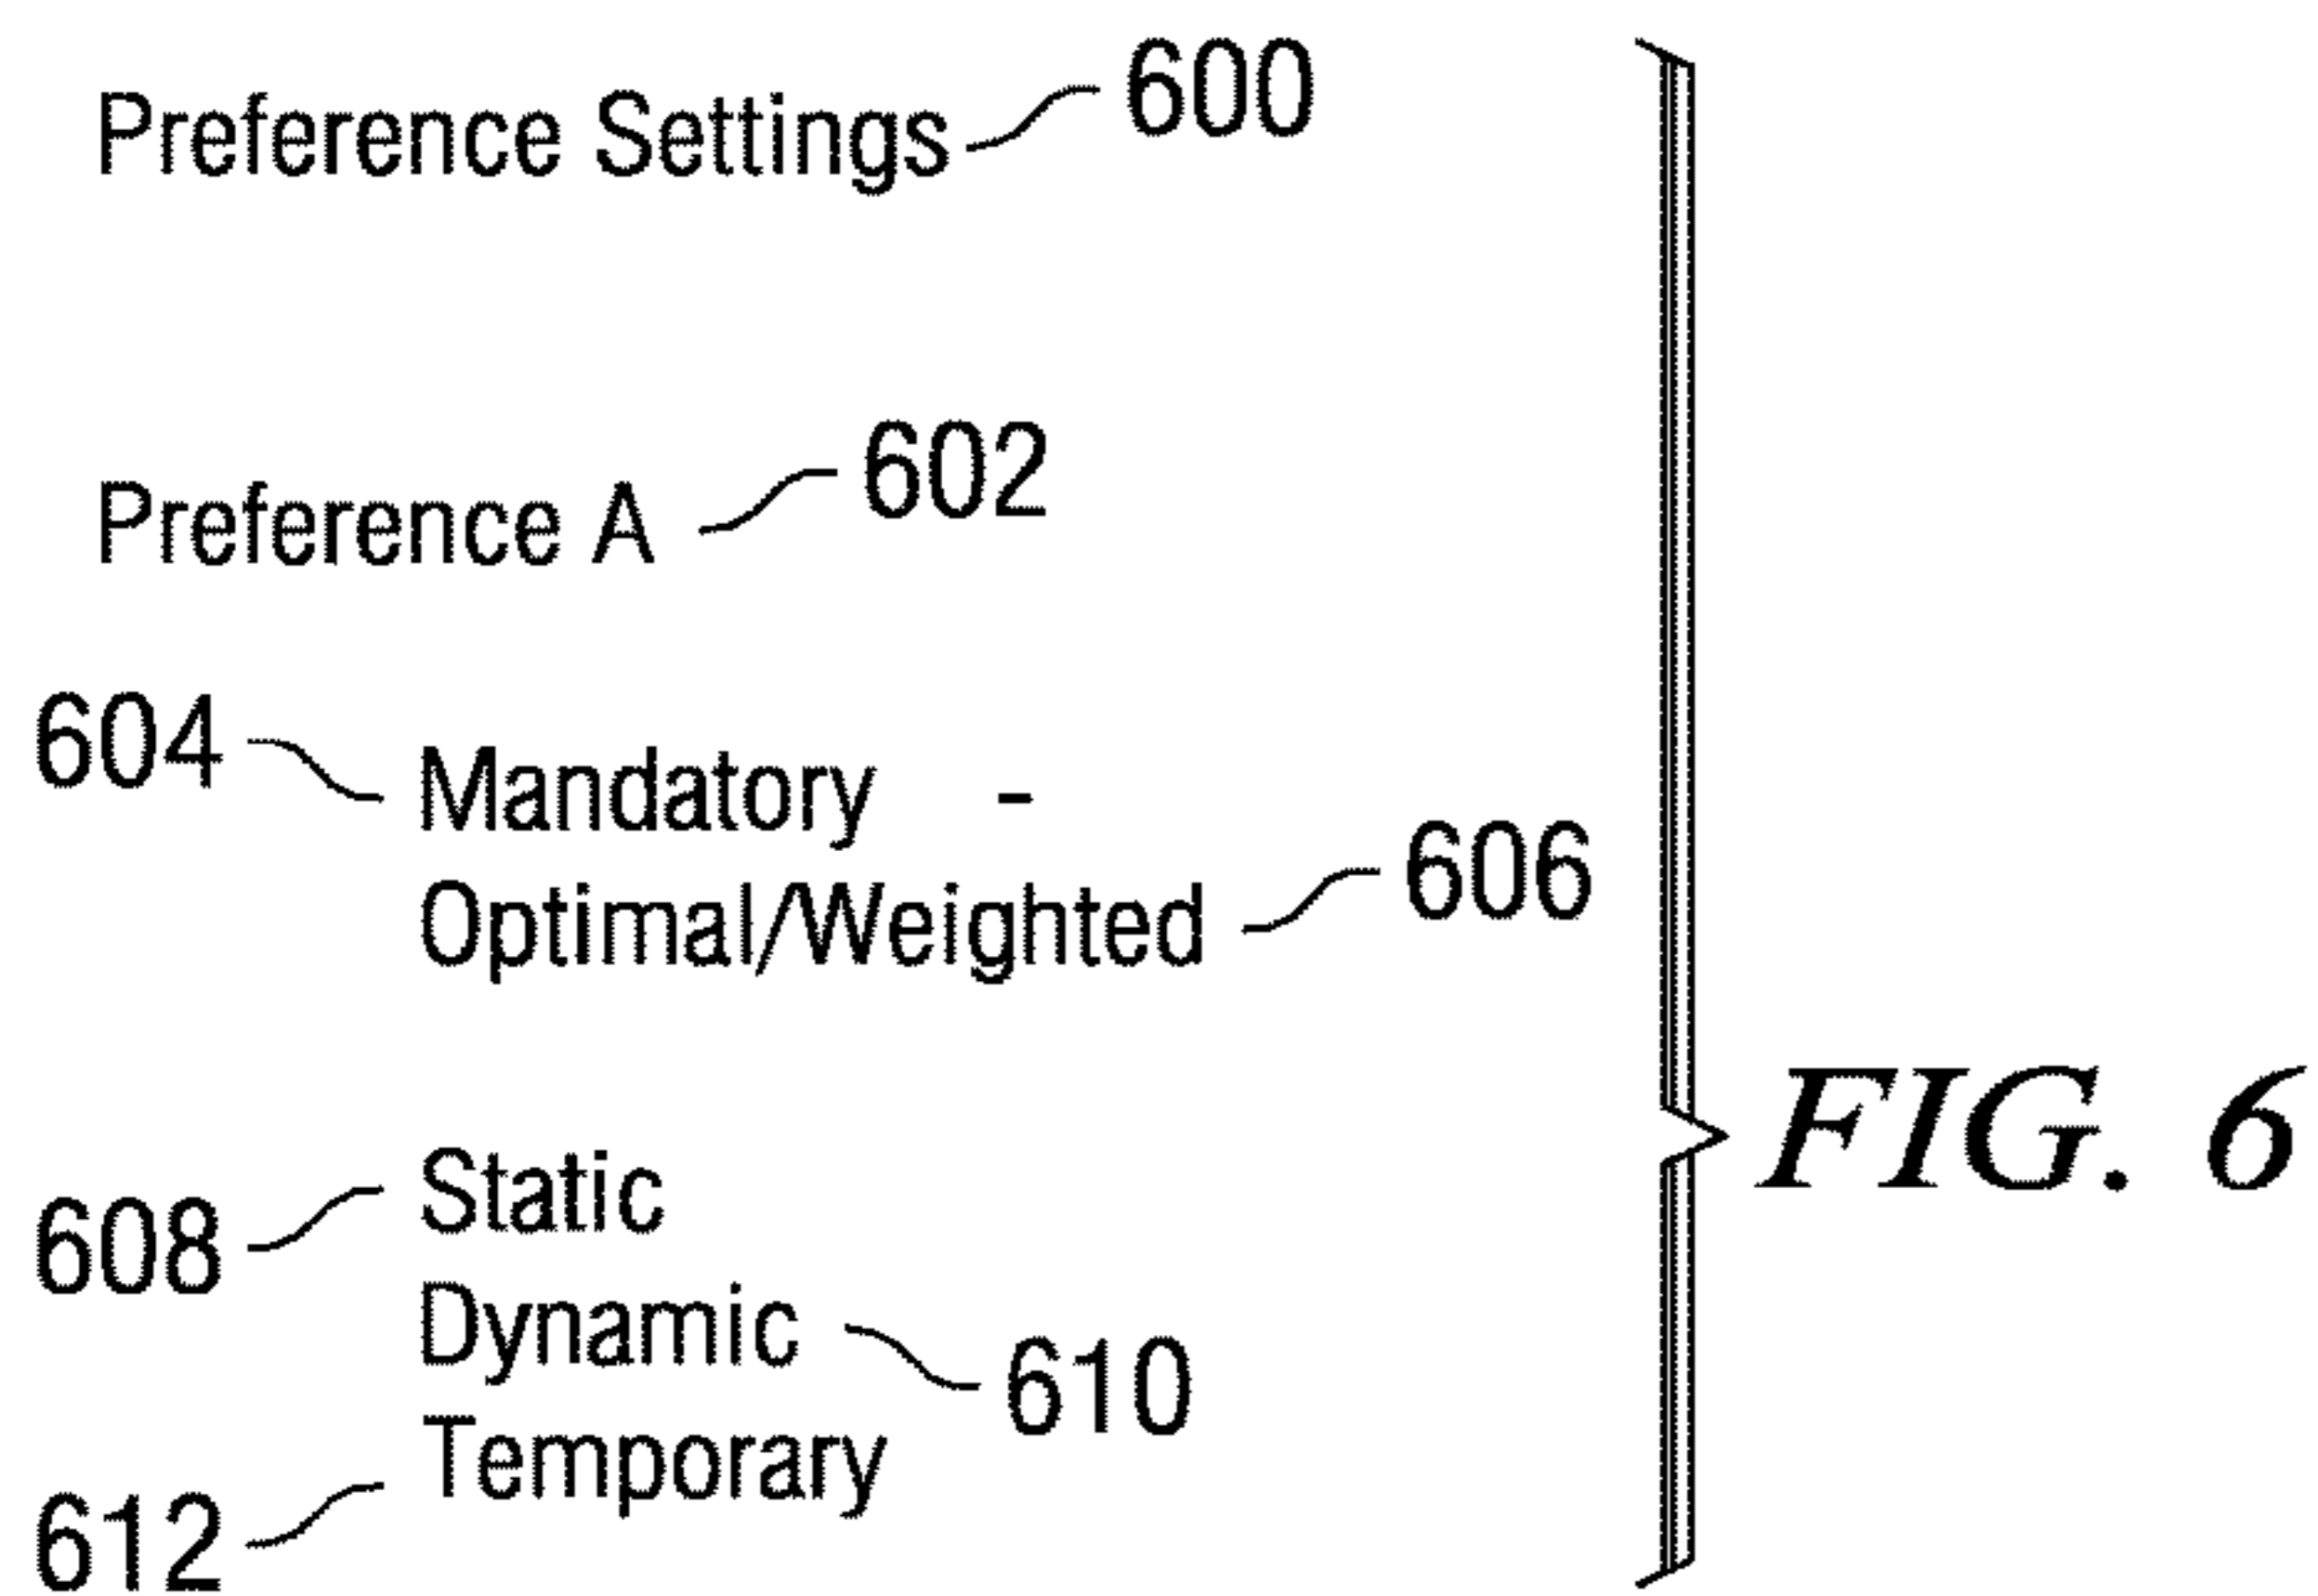 Preference Settings 600
Preference A 602
604 Mandatory -
Optimal/Weighted 606
608 Static
Dynamic 610
612 Temporary
FIG. 6